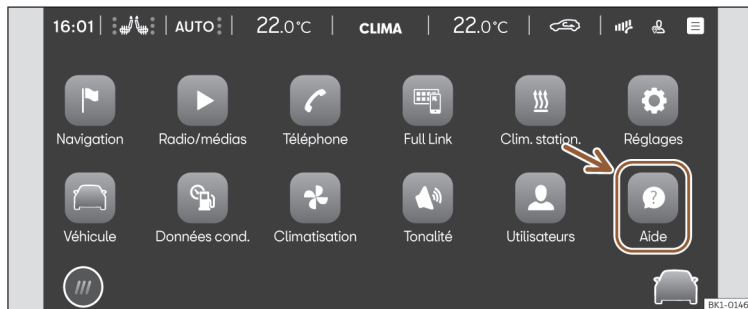 16:01 AUTO 22.0°C CLIMA 22.0°C
Navigation Radio/médias Téléphone Full Link Clim. station. Réglages
Véhicule Données cond. Climatisation Tonalité Utilisateurs Aide
BK1-0146